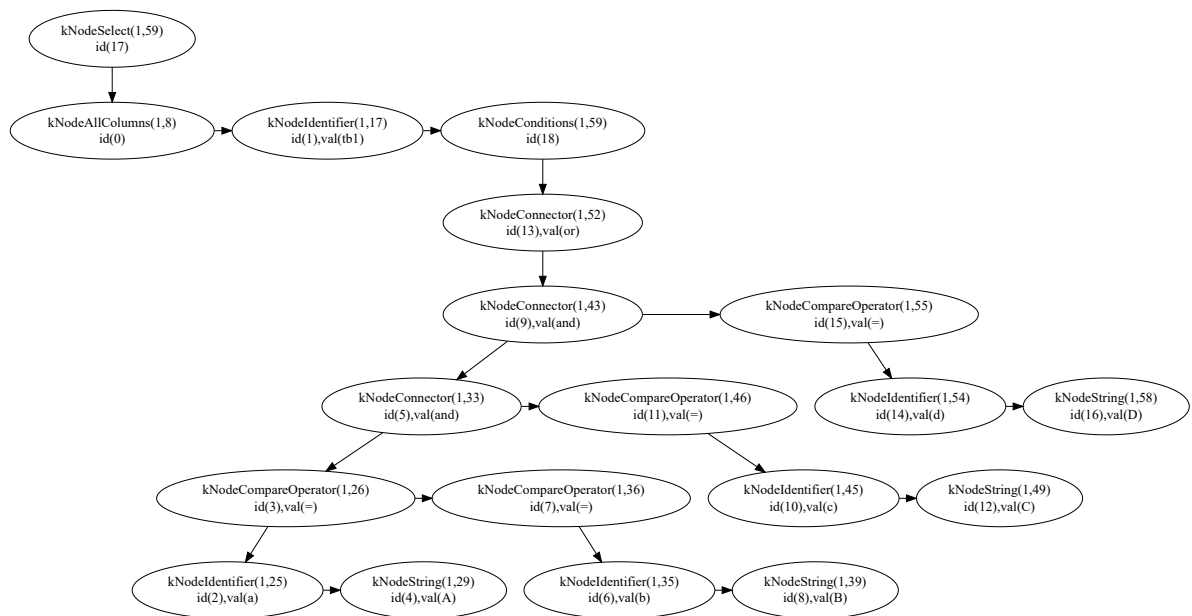 kNodeSelect(1,59)
id(17)
kNodeAllColumns(1,8)
id(0)
kNodeIdentifier(1,17)
id(1),val(tb1)
kNodeConditions(1,59)
id(18)
kNodeConnector(1,52)
id(13),val(or)
kNodeConnector(1,43)
id(9),val(and)
kNodeCompareOperator(1,55)
id(15),val(=)
kNodeConnector(1,33)
id(5),val(and)
kNodeCompareOperator(1,46)
id(11),val(=)
kNodeIdentifier(1,54)
id(14),val(d)
kNodeString(1,58)
id(16),val(D)
kNodeCompareOperator(1,26)
id(3),val(=)
kNodeCompareOperator(1,36)
id(7),val(=)
kNodeIdentifier(1,45)
id(10),val(c)
kNodeString(1,49)
id(12),val(C)
kNodeIdentifier(1,25)
id(2),val(a)
kNodeString(1,29)
id(4),val(A)
kNodeIdentifier(1,35)
id(6),val(b)
kNodeString(1,39)
id(8),val(B)